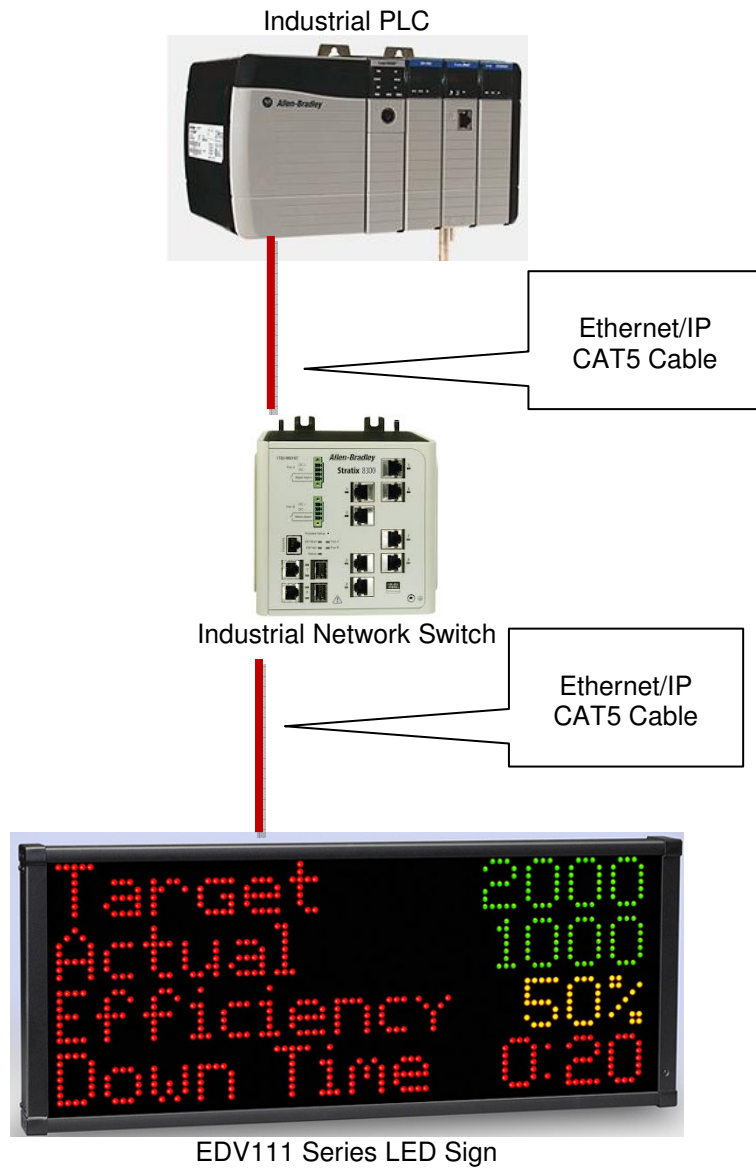 Industrial PLC
Allen-Bradley
Ethernet/IP
CAT5 Cable
Allen-Bradley
Stratix 8300
Industrial Network Switch
Ethernet/IP
CAT5 Cable
Target 2000
Actual 1000
Efficiency 50%
Down Time 0:20
EDV111 Series LED Sign